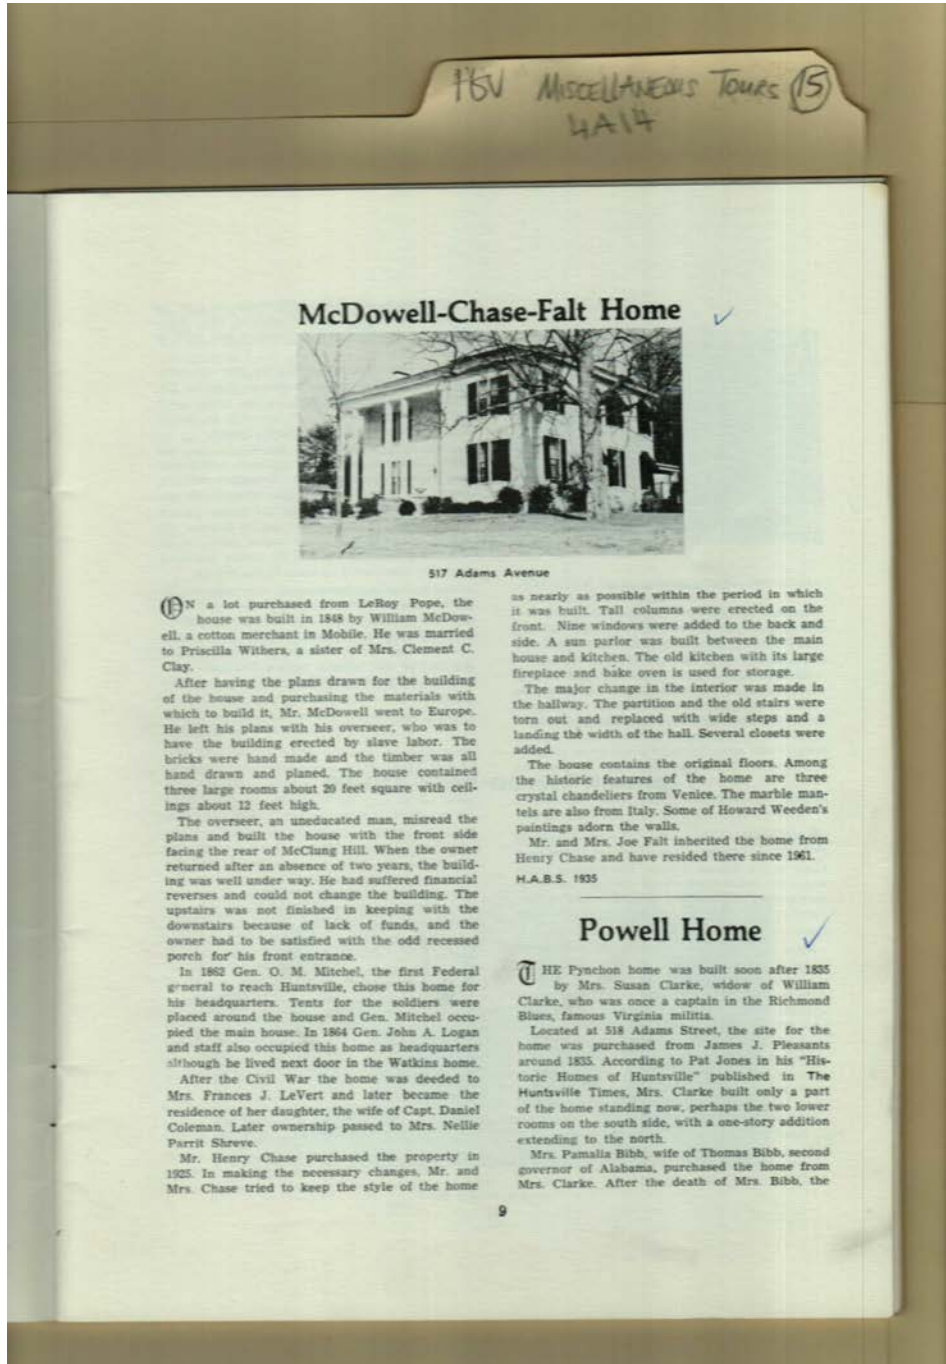 HSV MISCELLANEOUS TOURS 15
4A14
McDowell-Chase-Falt Home
517 Adams Avenue
ON a lot purchased from LeRoy Pope, the
house was built in 1848 by William McDow-
ell, a cotton merchant in Mobile. He was married
to Priscilla Withers, a sister of Mrs. Clement C.
Clay.
After having the plans drawn for the building
of the house and purchasing the materials with
which to build it, Mr. McDowell went to Europe.
He left his plans with his overseer, who was to
have the building erected by slave labor. The
bricks were hand made and the timber was all
hand drawn and planed. The house contained
three large rooms about 20 feet square with ceil-
ings about 12 feet high.
The overseer, an uneducated man, misread the
plans and built the house with the front side
facing the rear of McClung Hill. When the owner
returned after an absence of two years, the build-
ing was well under way. He had suffered financial
reverses and could not change the building. The
upstairs was not finished in keeping with the
downstairs because of lack of funds, and the
owner had to be satisfied with the odd recessed
porch for his front entrance.
In 1862 Gen. O. M. Mitchel, the first Federal
general to reach Huntsville, chose this home for
his headquarters. Tents for the soldiers were
placed around the house and Gen. Mitchel occu-
pied the main house. In 1864 Gen. John A. Logan
and staff also occupied this home as headquarters
although he lived next door in the Watkins home.
After the Civil War the home was deeded to
Mrs. Frances J. LeVert and later became the
residence of her daughter, the wife of Capt. Daniel
Coleman. Later ownership passed to Mrs. Nellie
Parrit Shreve.
Mr. Henry Chase purchased the property in
1925. In making the necessary changes, Mr. and
Mrs. Chase tried to keep the style of the home
as nearly as possible within the period in which
it was built. Tall columns were erected on the
front. Nine windows were added to the back and
side. A sun parlor was built between the main
house and kitchen. The old kitchen with its large
fireplace and bake oven is used for storage.
The major change in the interior was made in
the hallway. The partition and the old stairs were
torn out and replaced with wide steps and a
landing the width of the hall. Several closets were
added.
The house contains the original floors. Among
the historic features of the home are three
crystal chandeliers from Venice. The marble man-
tels are also from Italy. Some of Howard Weeden's
paintings adorn the walls.
Mr. and Mrs. Joe Falt inherited the home from
Henry Chase and have resided there since 1961.
H.A.B.S. 1935
Powell Home
THE Pynchon home was built soon after 1835
by Mrs. Susan Clarke, widow of William
Clarke, who was once a captain in the Richmond
Blues, famous Virginia militia.
Located at 518 Adams Street, the site for the
home was purchased from James J. Pleasants
around 1835. According to Pat Jones in his "His-
toric Homes of Huntsville" published in The
Huntsville Times, Mrs. Clarke built only a part
of the home standing now, perhaps the two lower
rooms on the south side, with a one-story addition
extending to the north.
Mrs. Pamalia Bibb, wife of Thomas Bibb, second
governor of Alabama, purchased the home from
Mrs. Clarke. After the death of Mrs. Bibb, the
9